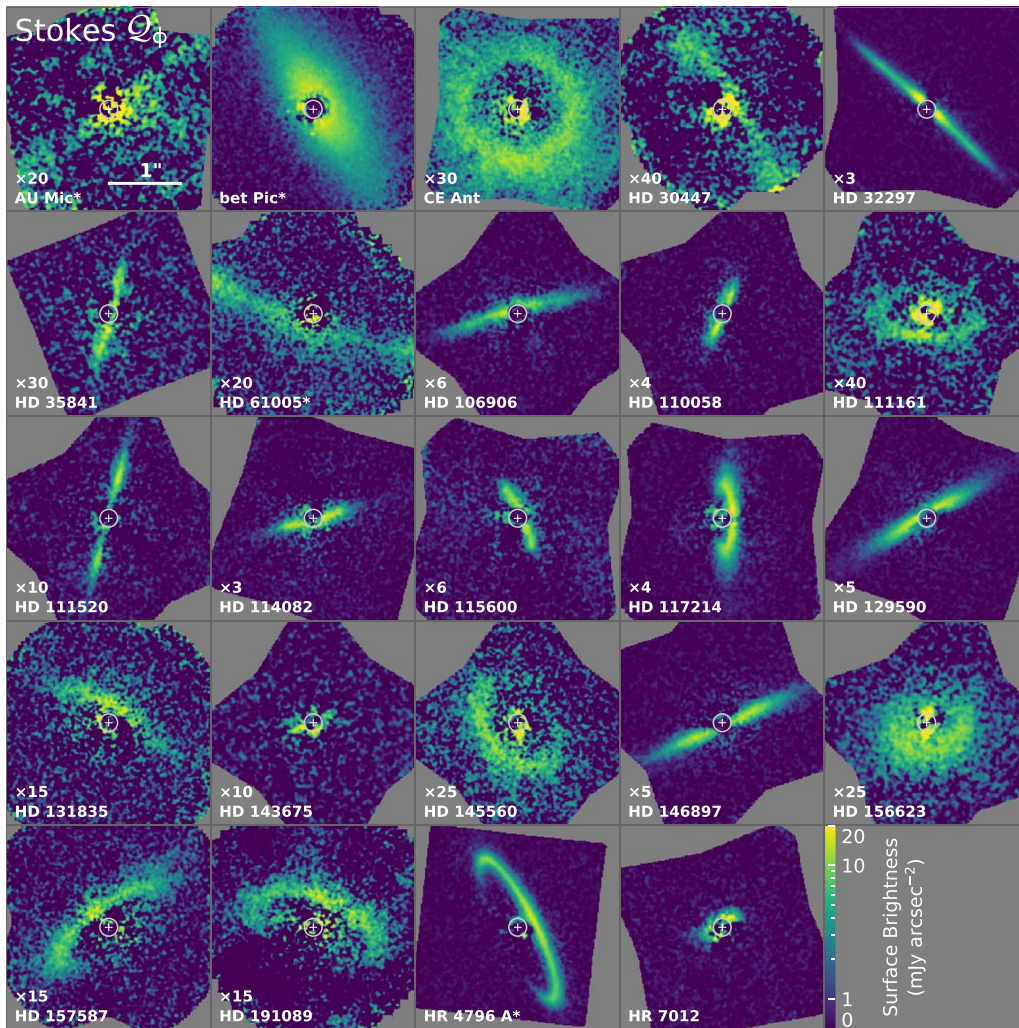 Stokes 𝒬ϕ
×20
1"
AU Mic*
bet Pic*
×30
CE Ant
×40
HD 30447
×3
HD 32297
×30
HD 35841
×20
HD 61005*
×6
HD 106906
×4
HD 110058
×40
HD 111161
×10
HD 111520
×3
HD 114082
×6
HD 115600
×4
HD 117214
×5
HD 129590
×15
HD 131835
×10
HD 143675
×25
HD 145560
×5
HD 146897
×25
HD 156623
×15
HD 157587
×15
HD 191089
HR 4796 A*
HR 7012
20
10
1
0
Surface Brightness
(mJy arcsec⁻²)